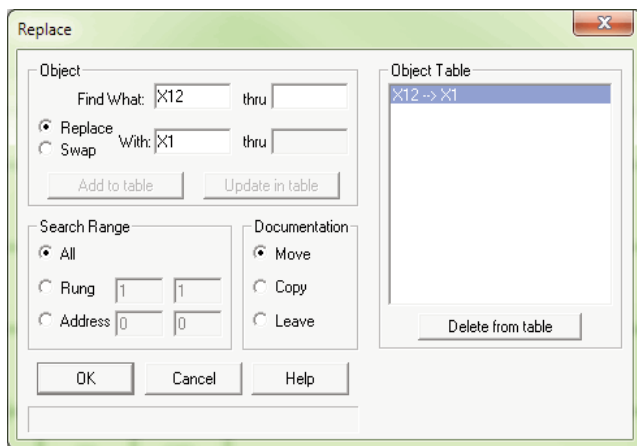 Replace
x
Object
Find What: X12 thru
Replace
Swap
With: X1 thru
Add to table Update in table
Search Range
All
Rung 1 1
Address 0 0
Documentation
Move
Copy
Leave
OK Cancel Help
Object Table
X12 --> X1
Delete from table